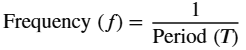 Frequency (f) = 1 / Period (T)